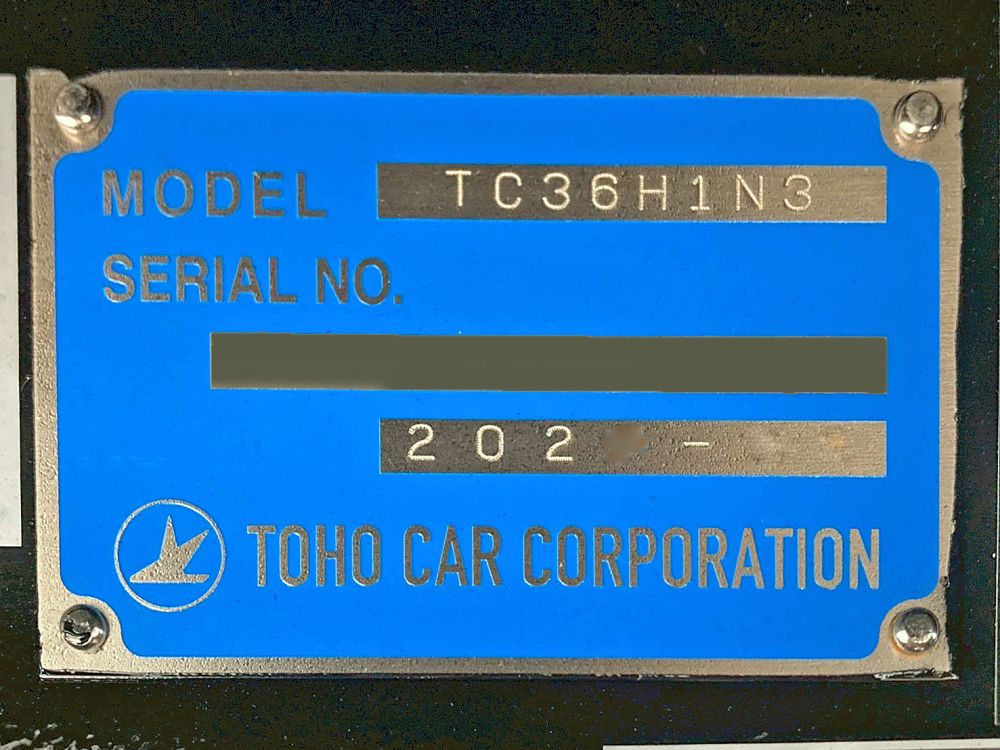 MODEL TC36H1N3
SERIAL NO.
202 -
TOHO CAR CORPORATION